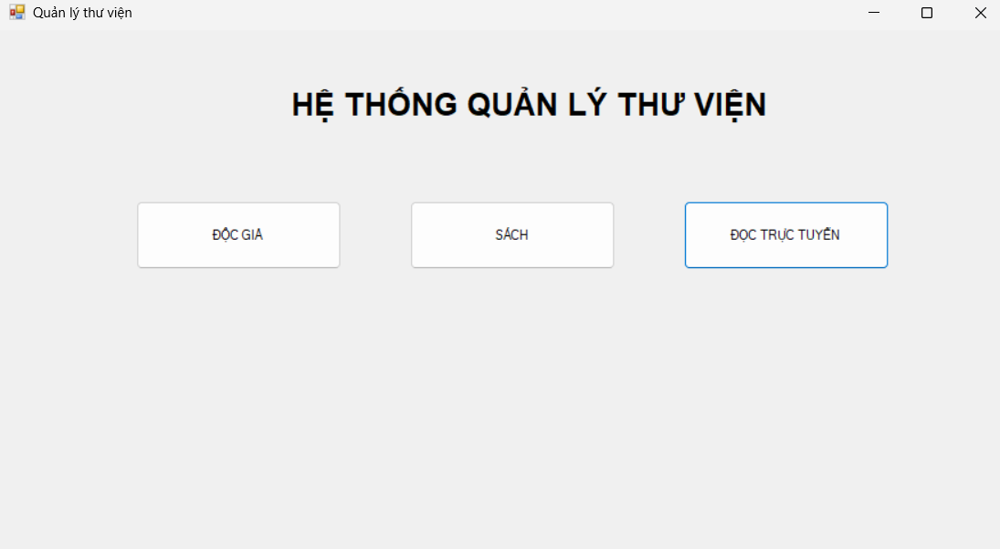 Quản lý thư viện
HỆ THỐNG QUẢN LÝ THƯ VIỆN
ĐỘC GIẢ
SÁCH
ĐỌC TRỰC TUYẾN